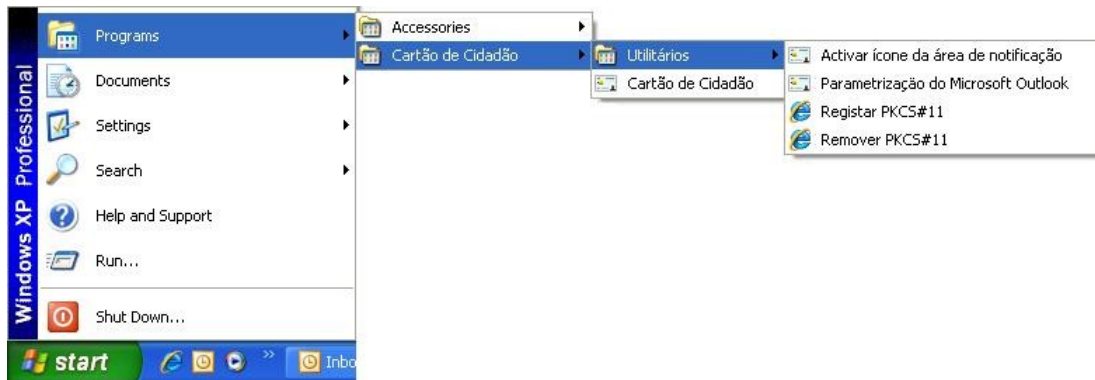 Windows XP Professional
Programs
Documents
Settings
Search
Help and Support
Run...
Shut Down...
start
Inbo
Accessories
Cartão de Cidadão
Utilitários
Cartão de Cidadão
Activar ícone da área de notificação
Parametrização do Microsoft Outlook
Registar PKCS#11
Remover PKCS#11